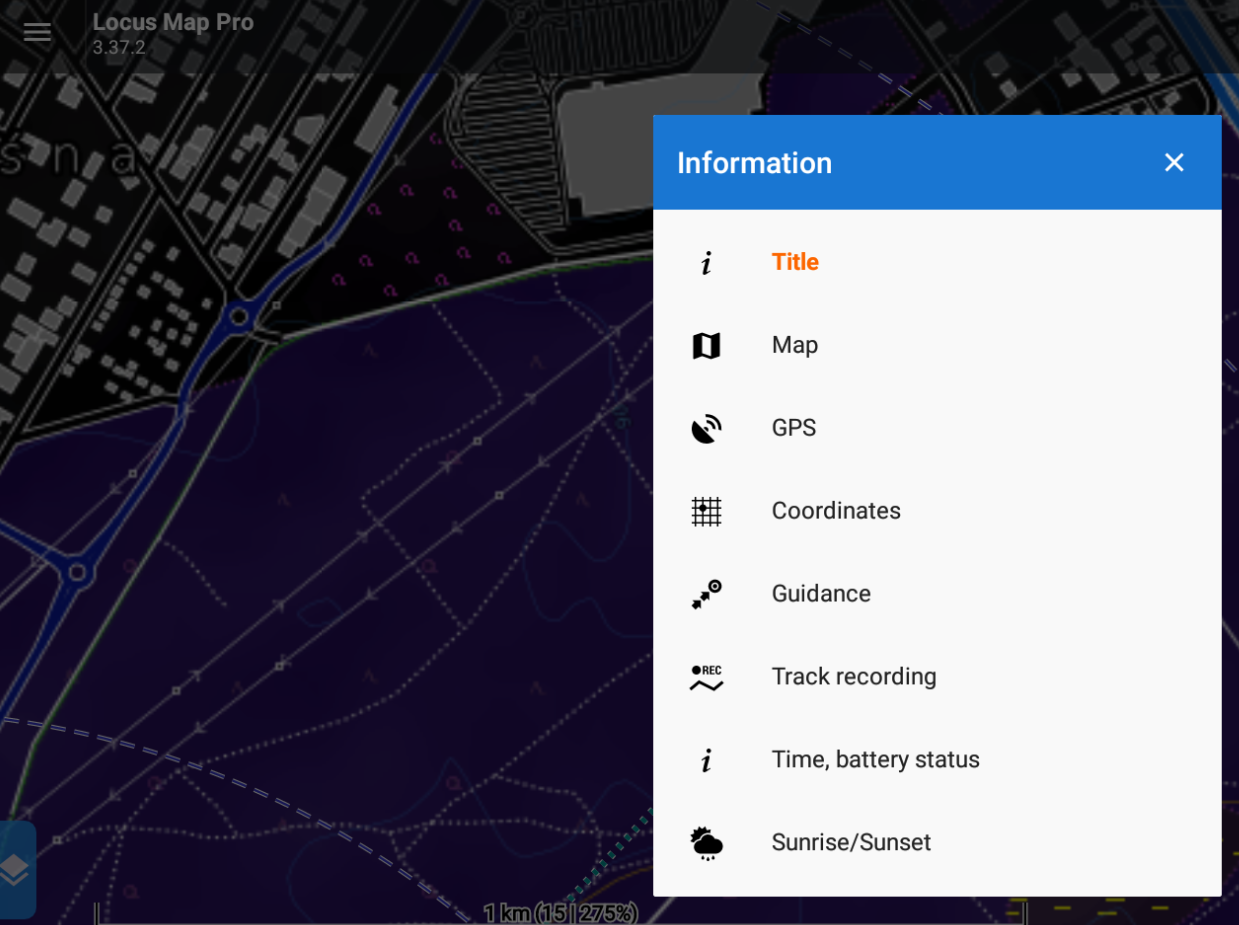 Locus Map Pro
3.37.2
s n a
Information
Title
Map
GPS
Coordinates
Guidance
REC
Track recording
Time, battery status
Sunrise/Sunset
1 km (15 | 275%)